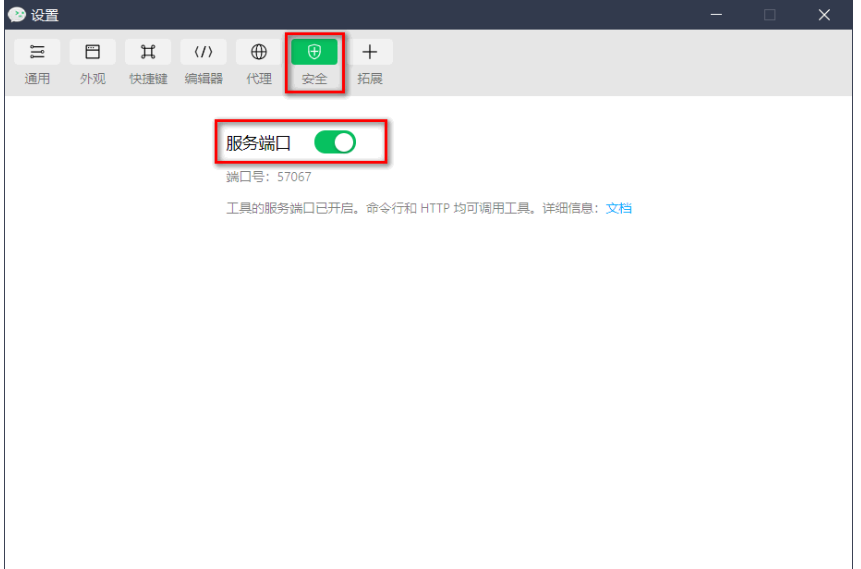 设置
通用 外观 快捷键 编辑器 代理 安全 拓展
服务端口
端口号：57067
工具的服务端口已开启。命令行和 HTTP 均可调用工具。详细信息：文档